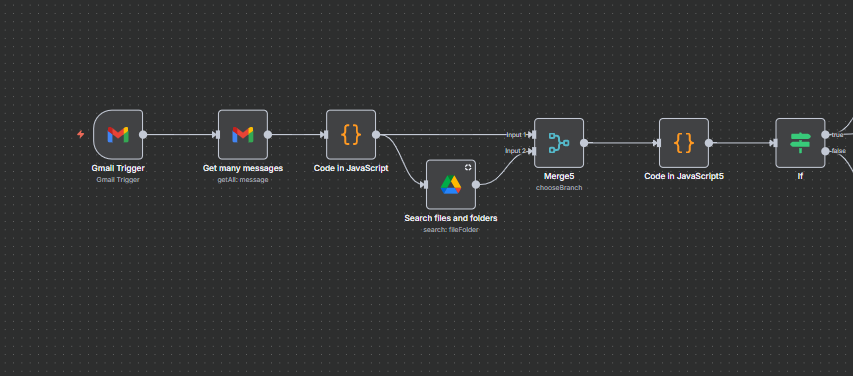 Input 1
true
Input 2
false
Gmail Trigger
Gmail Trigger
Get many messages
getAll: message
Code in JavaScript
Merge5
chooseBranch
Code in JavaScript5
If
Search files and folders
search: fileFolder